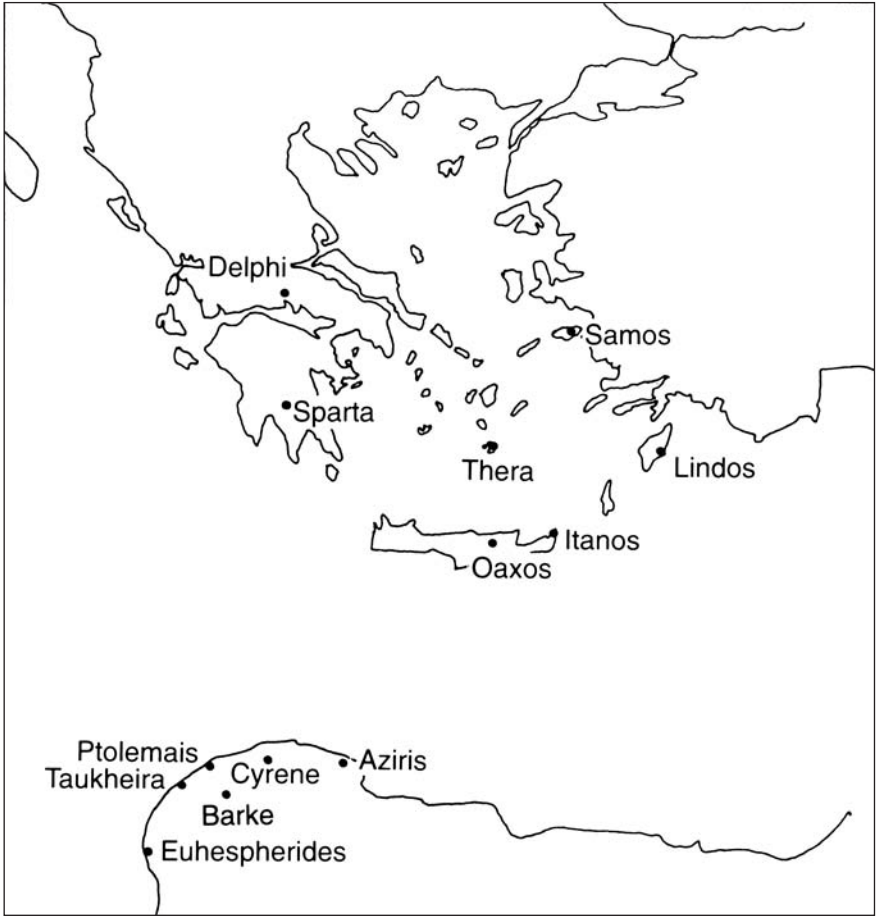 Delphi
Samos
Sparta
Thera
Lindos
Itanos
Oaxos
Ptolemais
Aziris
Taukheira
Cyrene
Barke
Euhespherides